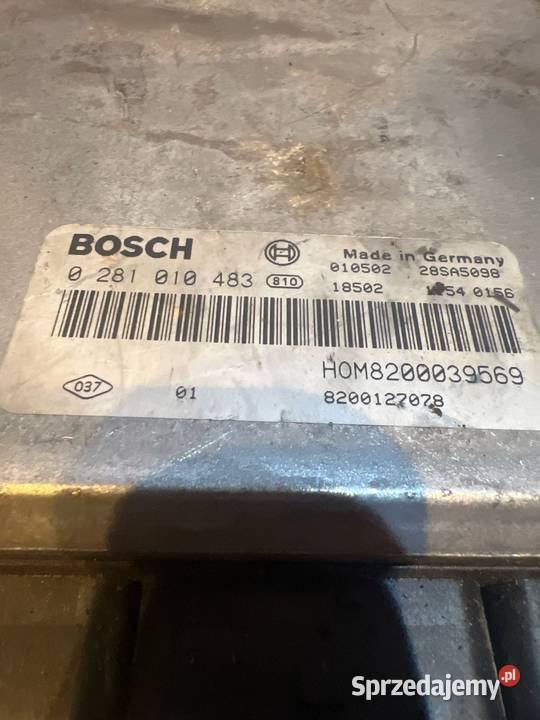 BOSCH
Made in Germany
0 281 010 483 810
010502 28SA5098
18502 0156
HOM8200039569
037 01
8200127078
Sprzedajemy.pl